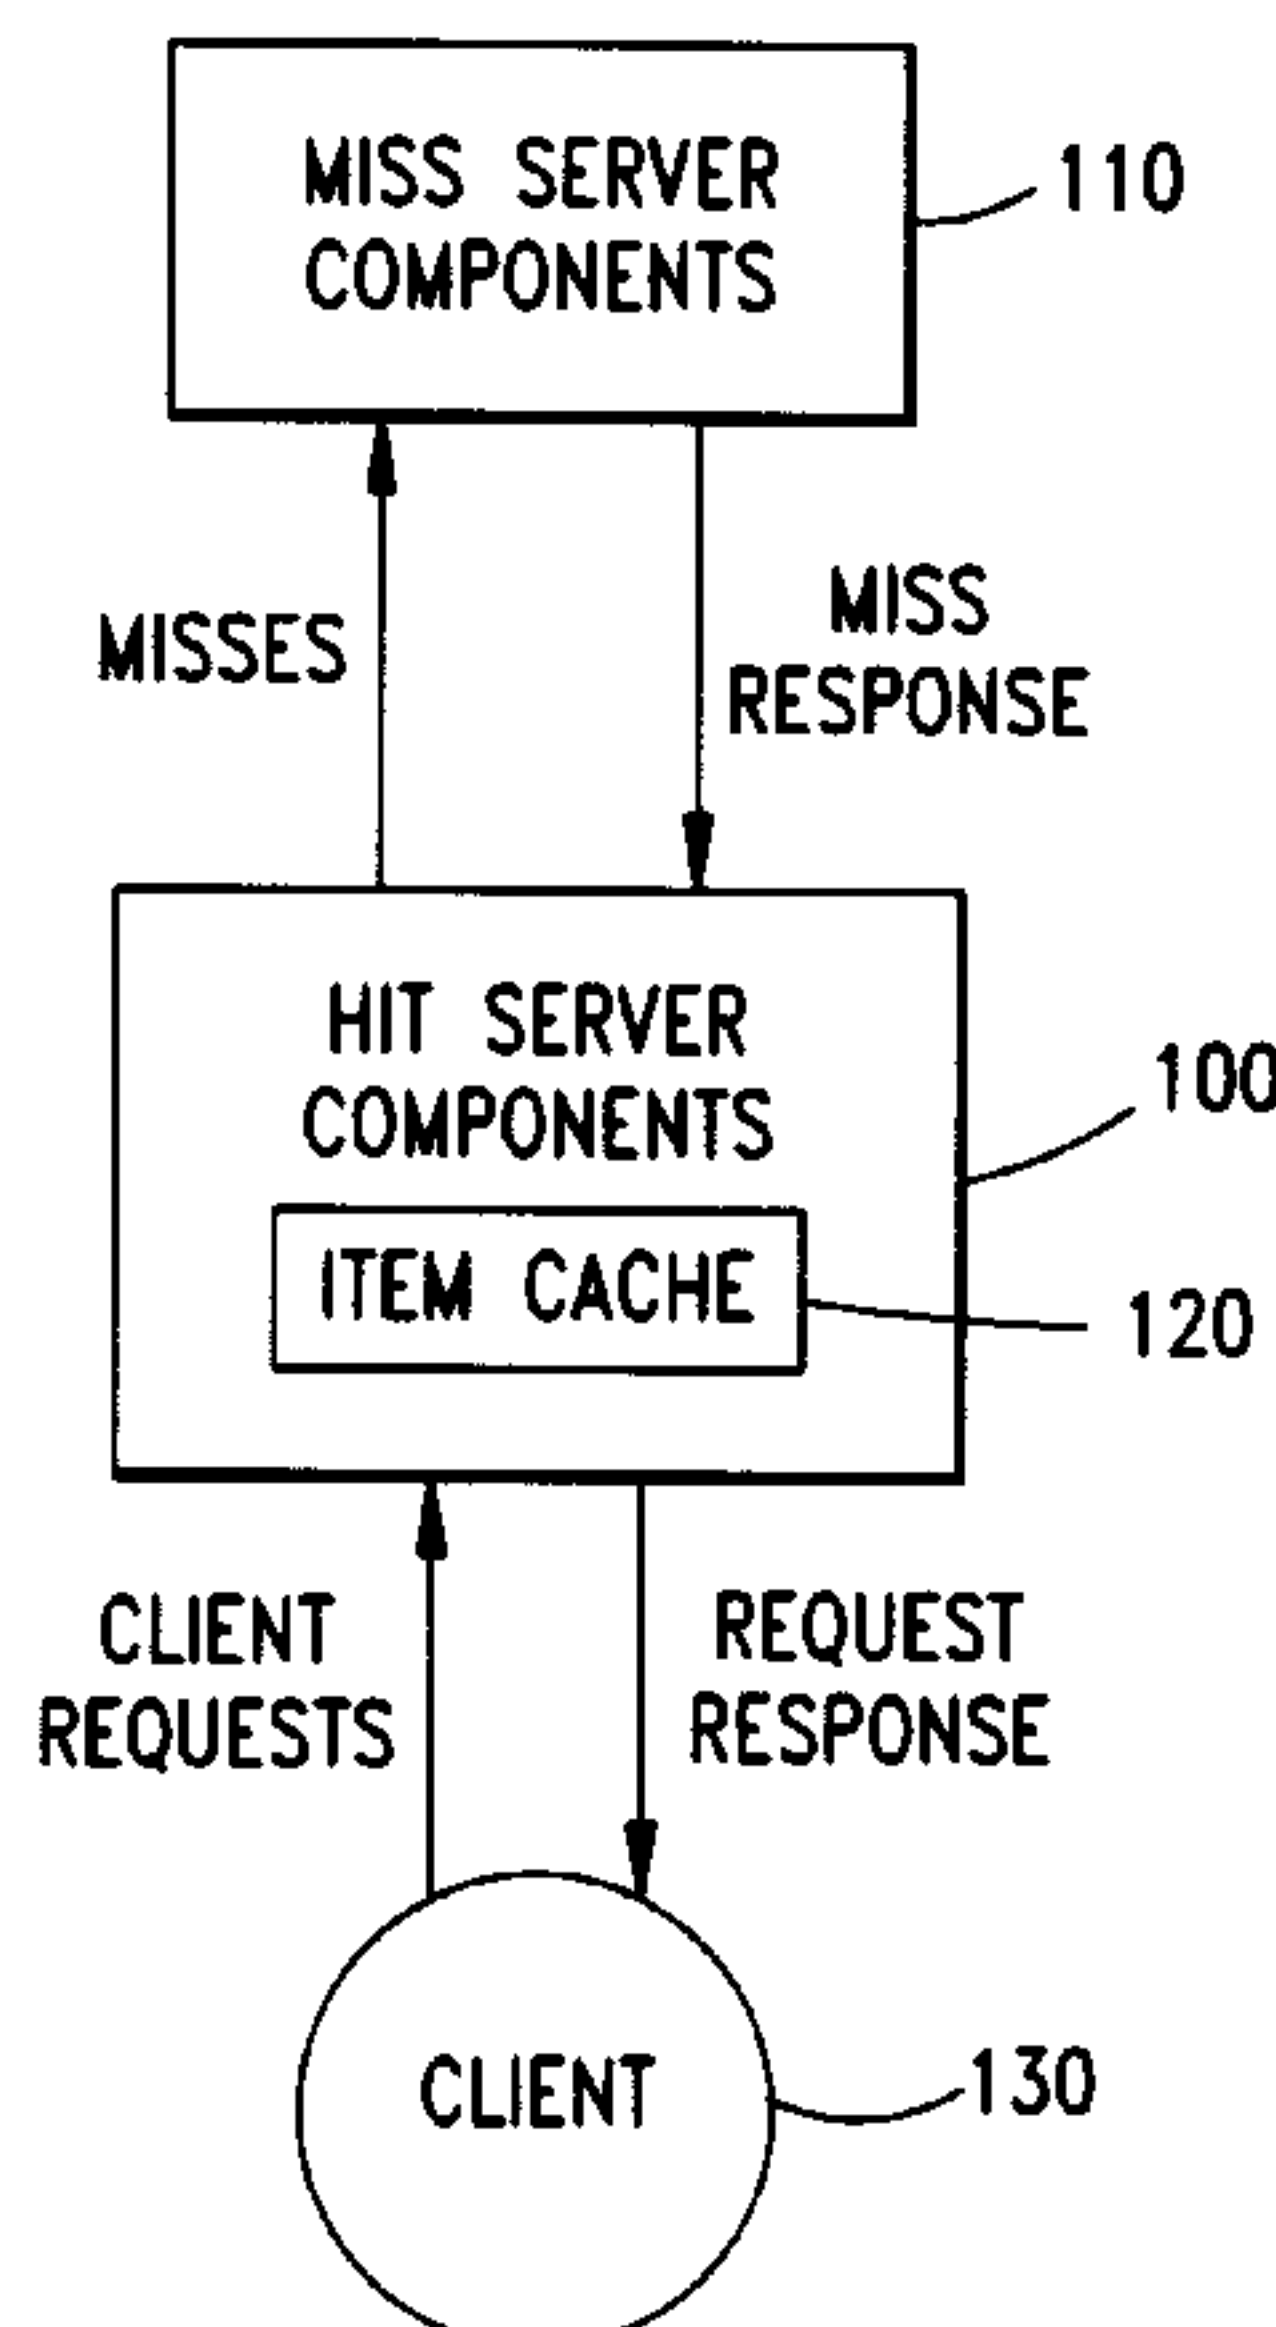 MISS SERVER
COMPONENTS
110
MISSES
MISS
RESPONSE
HIT SERVER
COMPONENTS
100
ITEM CACHE
120
CLIENT
REQUESTS
REQUEST
RESPONSE
CLIENT
130